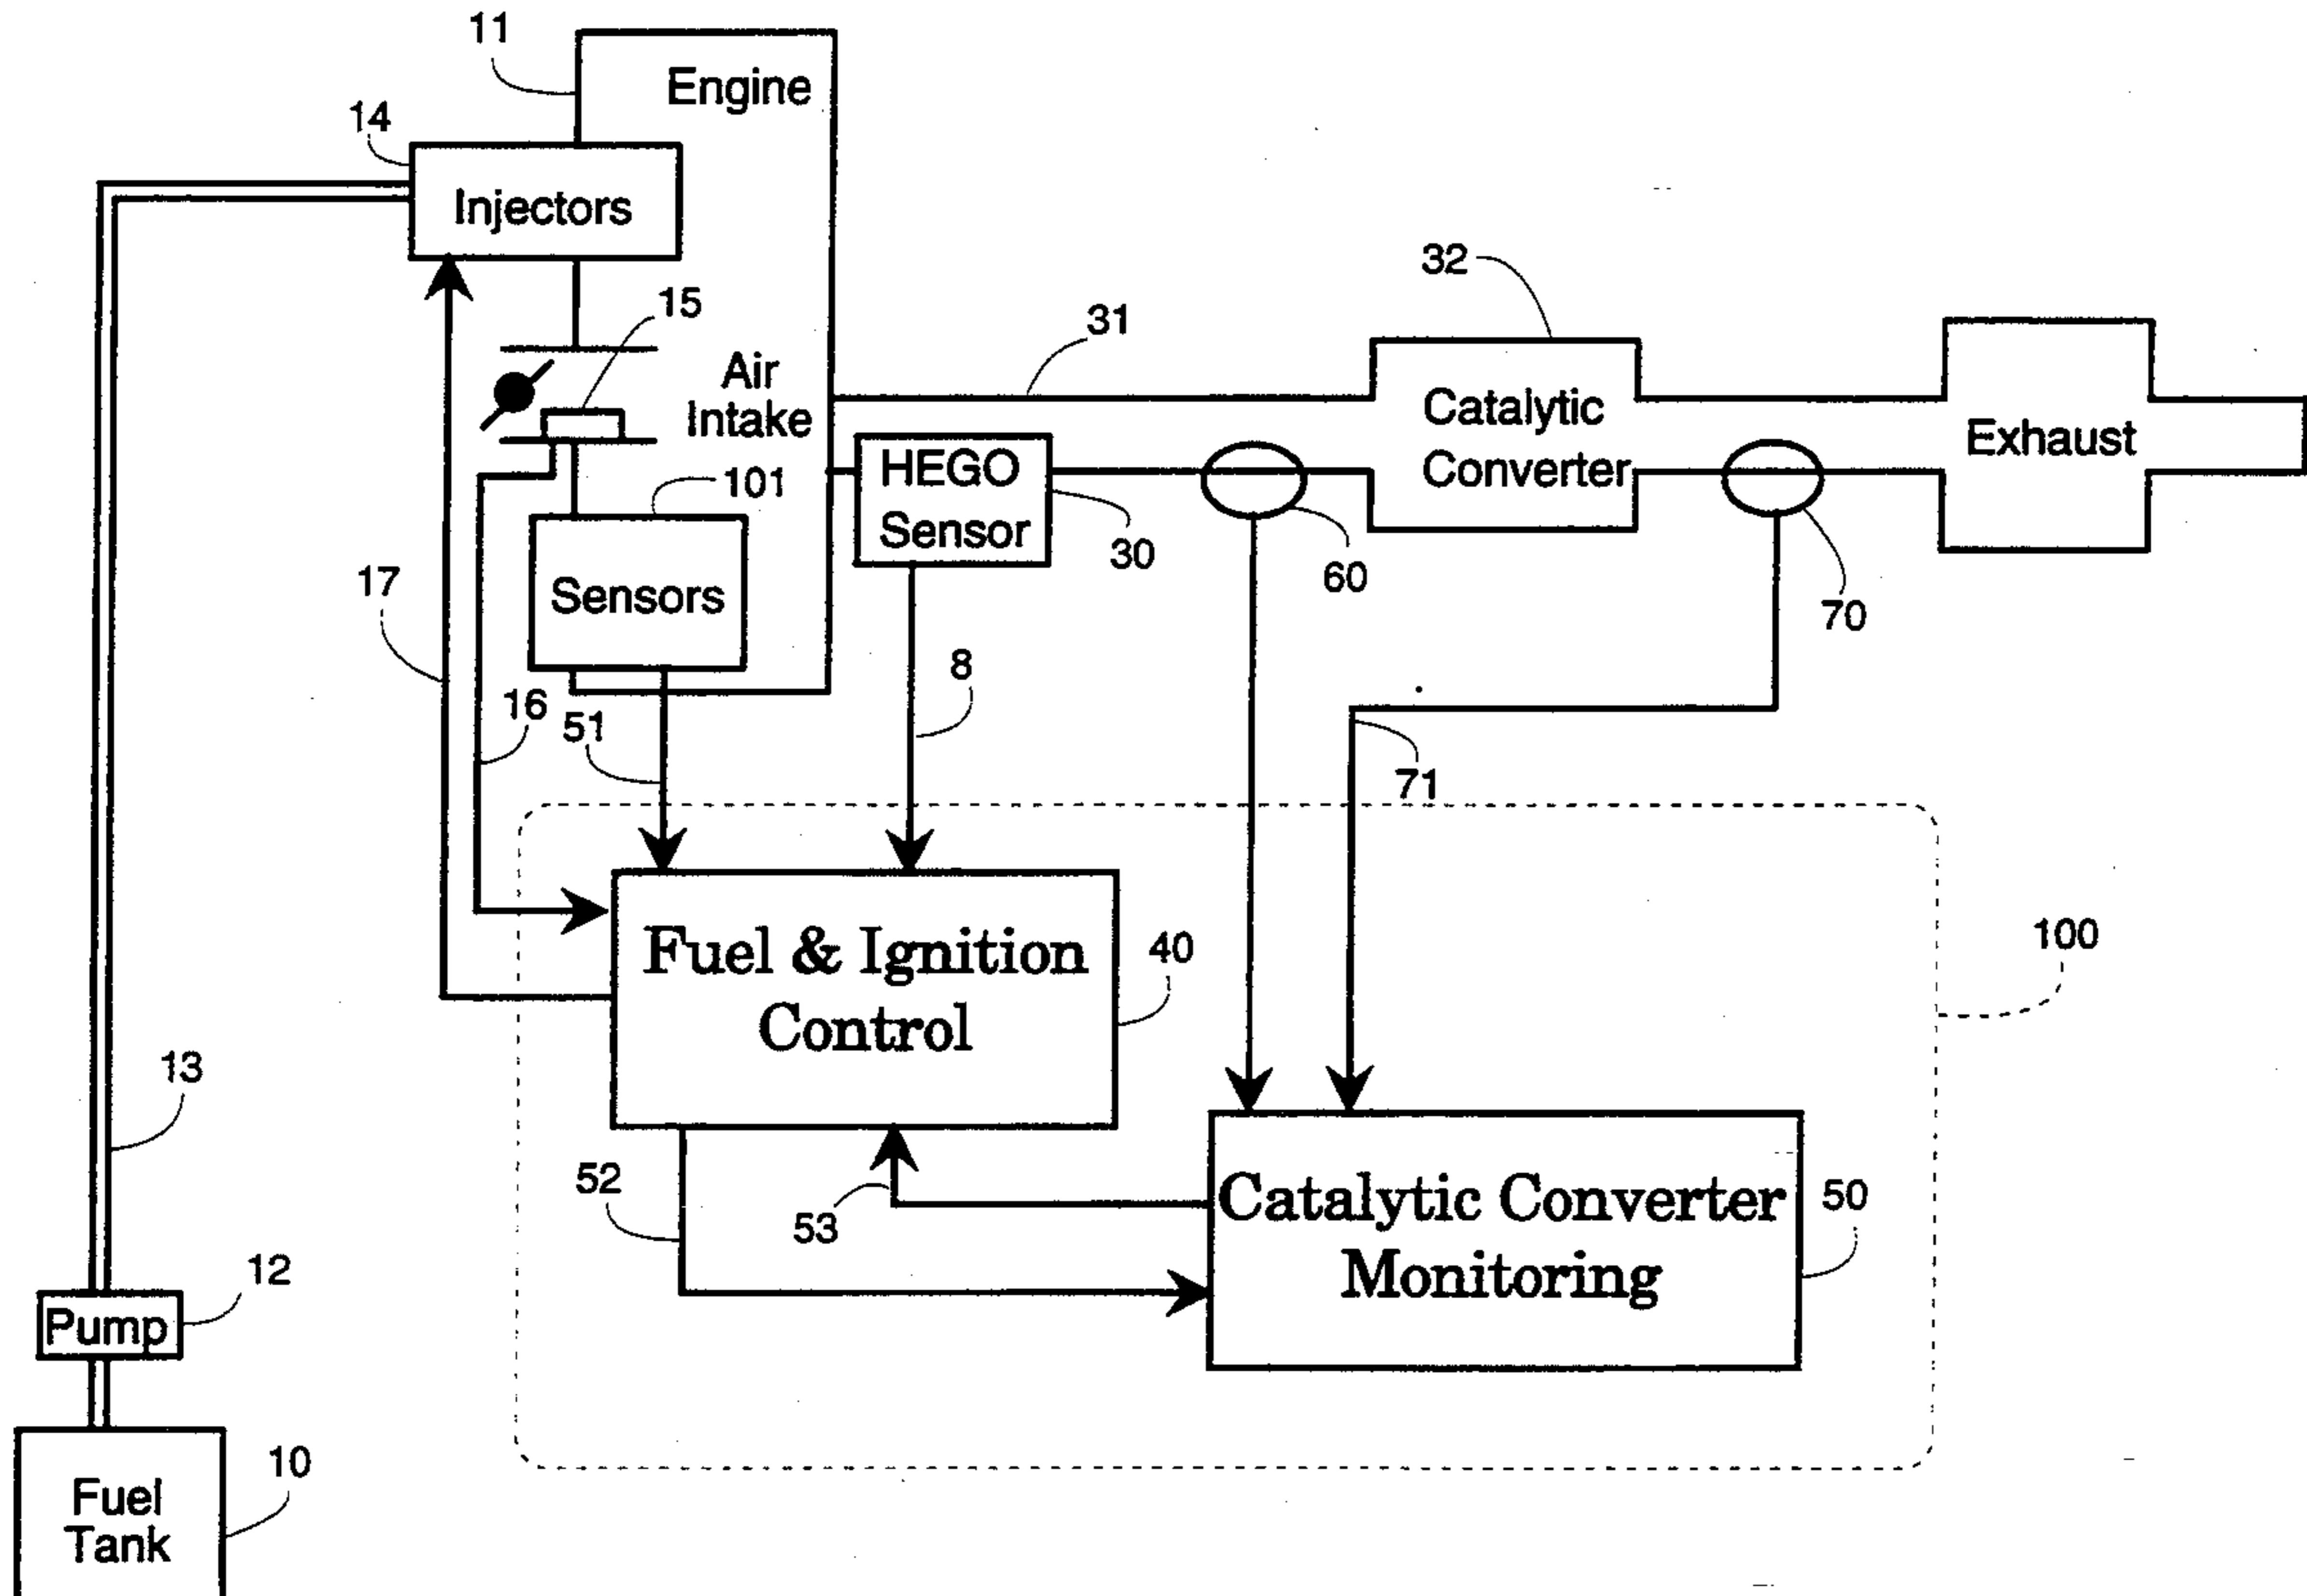 11
Engine
14
Injectors
15
Air
Intake
101
Sensors
HEGO
Sensor
30
31
32
Catalytic
Converter
Exhaust
60
70
17
16
51
8
71
Fuel & Ignition
Control
40
100
13
52
53
Catalytic Converter
Monitoring
50
12
Pump
10
Fuel
Tank